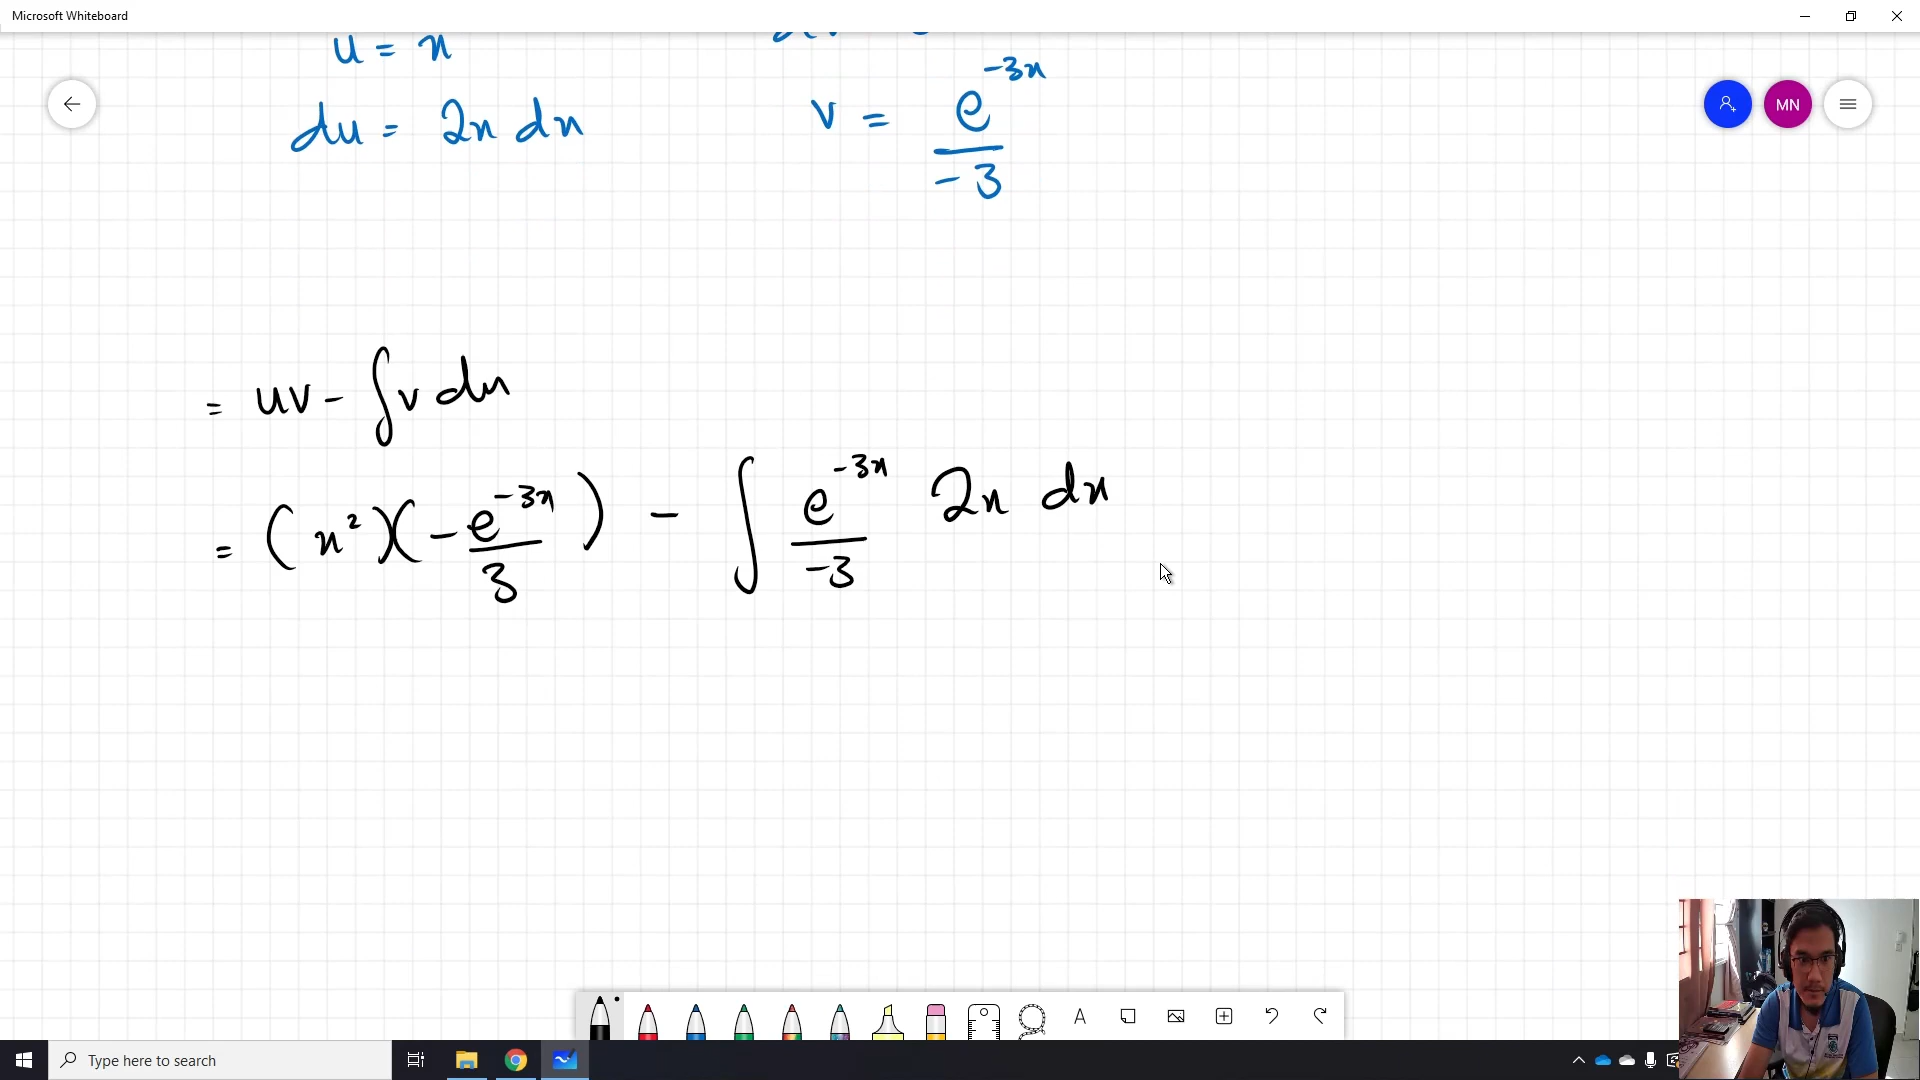 Microsoft Whiteboard
u = x
du = 2x dx
v = e^{-3x} / -3
MN
= uv - ∫ v du
= (x²)(- e^{-3x} / 3) - ∫ e^{-3x} / -3 2x dx
A
Type here to search